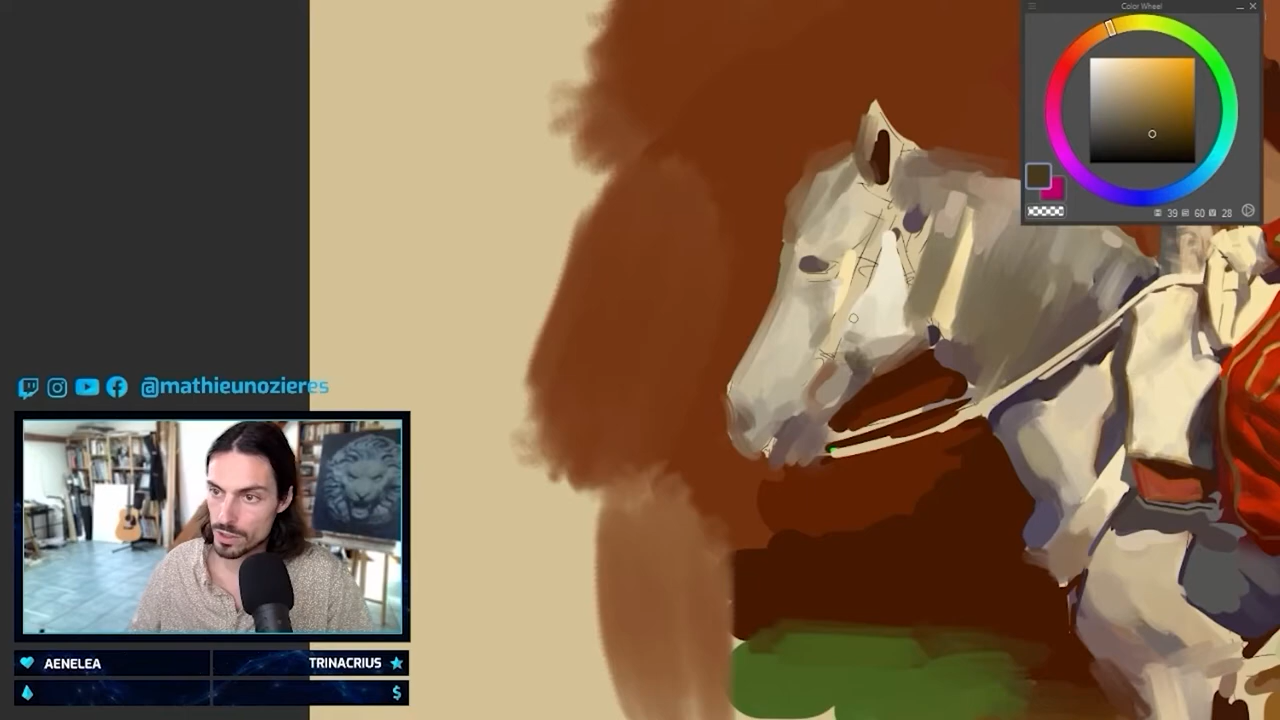 Color Wheel
39 60 28
@mathieunozieres
AENELEA
TRINACRIUS
$